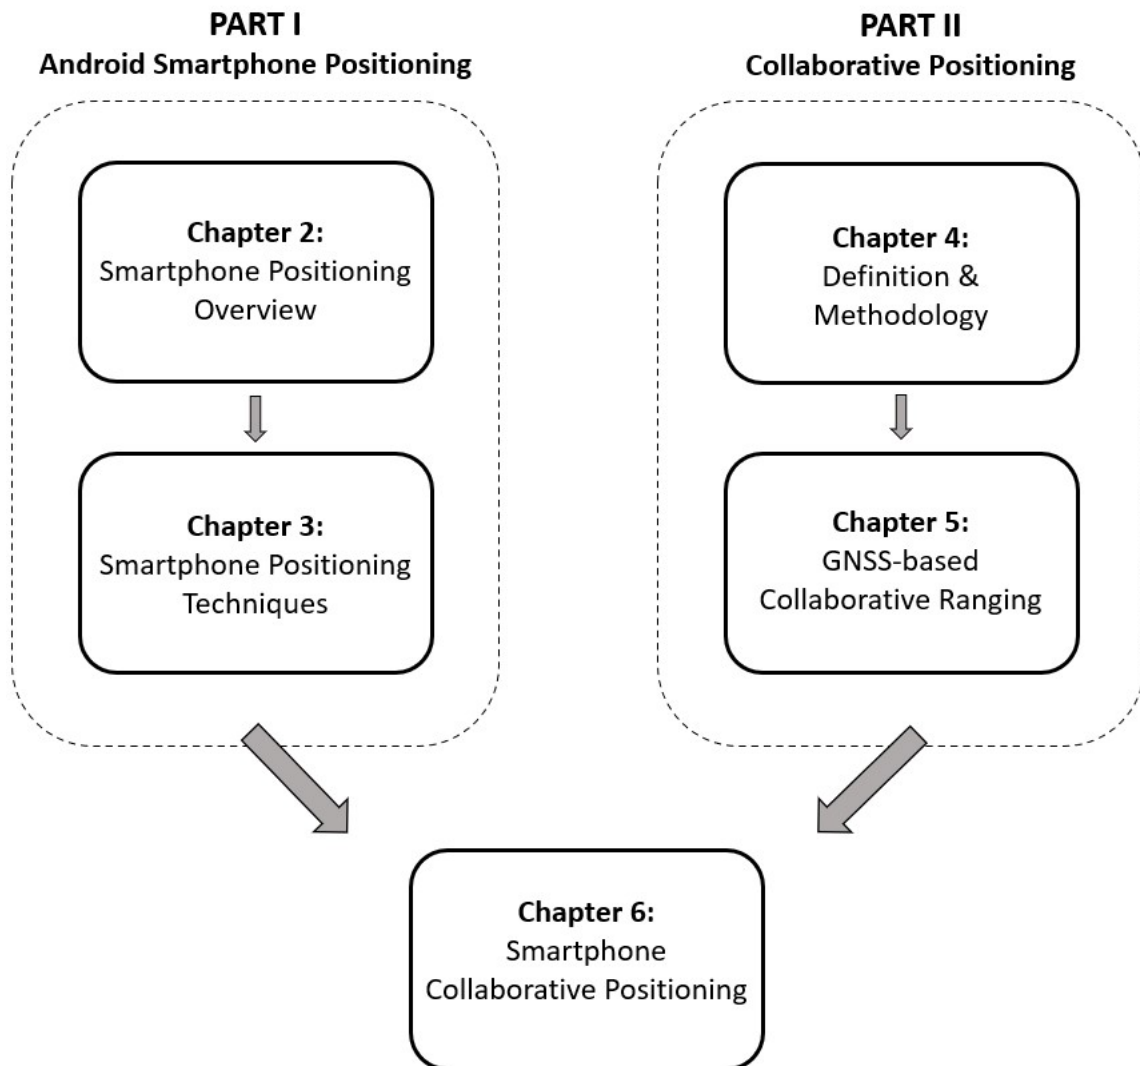 PART I
Android Smartphone Positioning
Chapter 2:
Smartphone Positioning
Overview
Chapter 3:
Smartphone Positioning
Techniques
PART II
Collaborative Positioning
Chapter 4:
Definition &
Methodology
Chapter 5:
GNSS-based
Collaborative Ranging
Chapter 6:
Smartphone
Collaborative Positioning